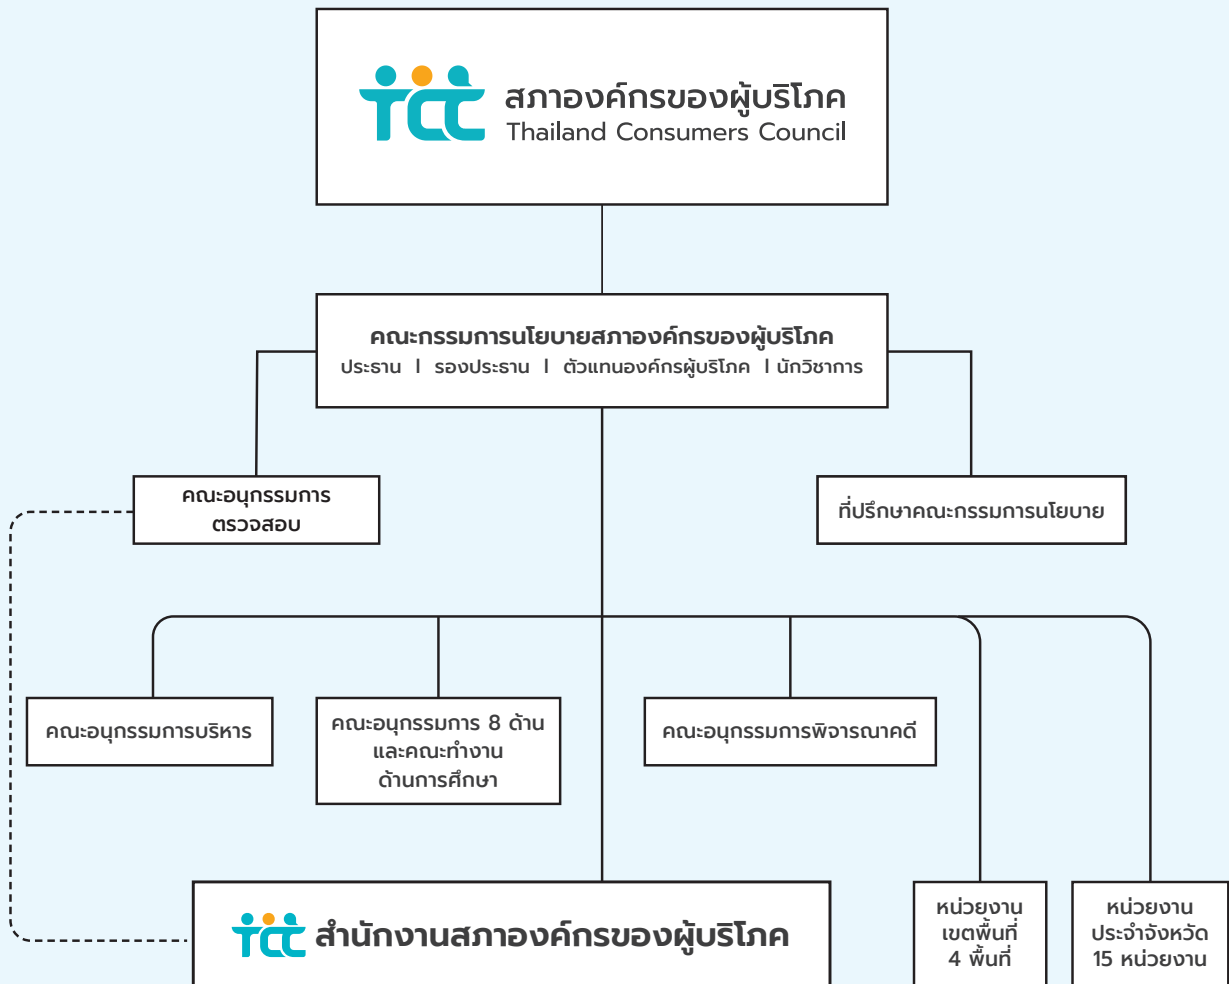 TCC
สภาองค์กรของผู้บริโภค
Thailand Consumers Council
คณะกรรมการนโยบายสภาองค์กรของผู้บริโภค
ประธาน | รองประธาน | ตัวแทนองค์กรผู้บริโภค | นักวิชาการ
คณะอนุกรรมการ
ตรวจสอบ
ที่ปรึกษาคณะกรรมการนโยบาย
คณะอนุกรรมการบริหาร
คณะอนุกรรมการ 8 ด้าน
และคณะทำงาน
ด้านการศึกษา
คณะอนุกรรมการพิจารณาคดี
TCC สำนักงานสภาองค์กรของผู้บริโภค
หน่วยงาน
เขตพื้นที่
4 พื้นที่
หน่วยงาน
ประจำจังหวัด
15 หน่วยงาน